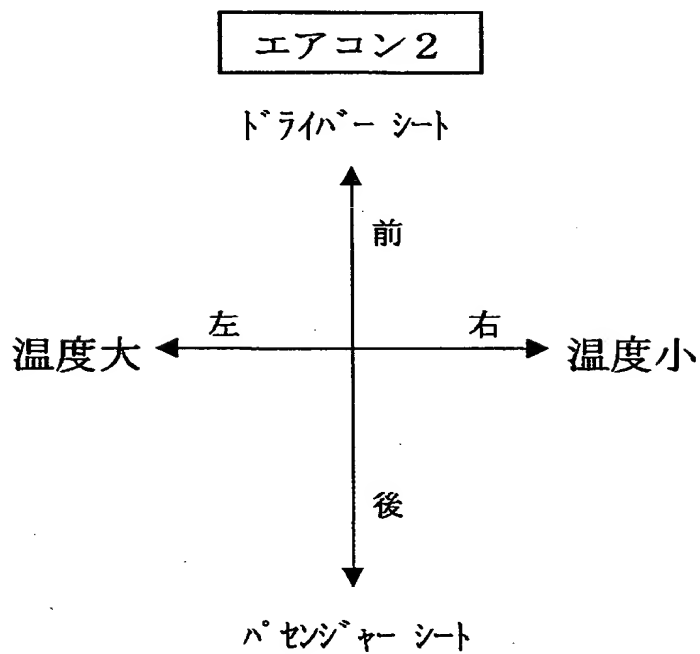 エアコン２
ドライバー シート
前
左
右
温度大
温度小
後
パセンジャー シート